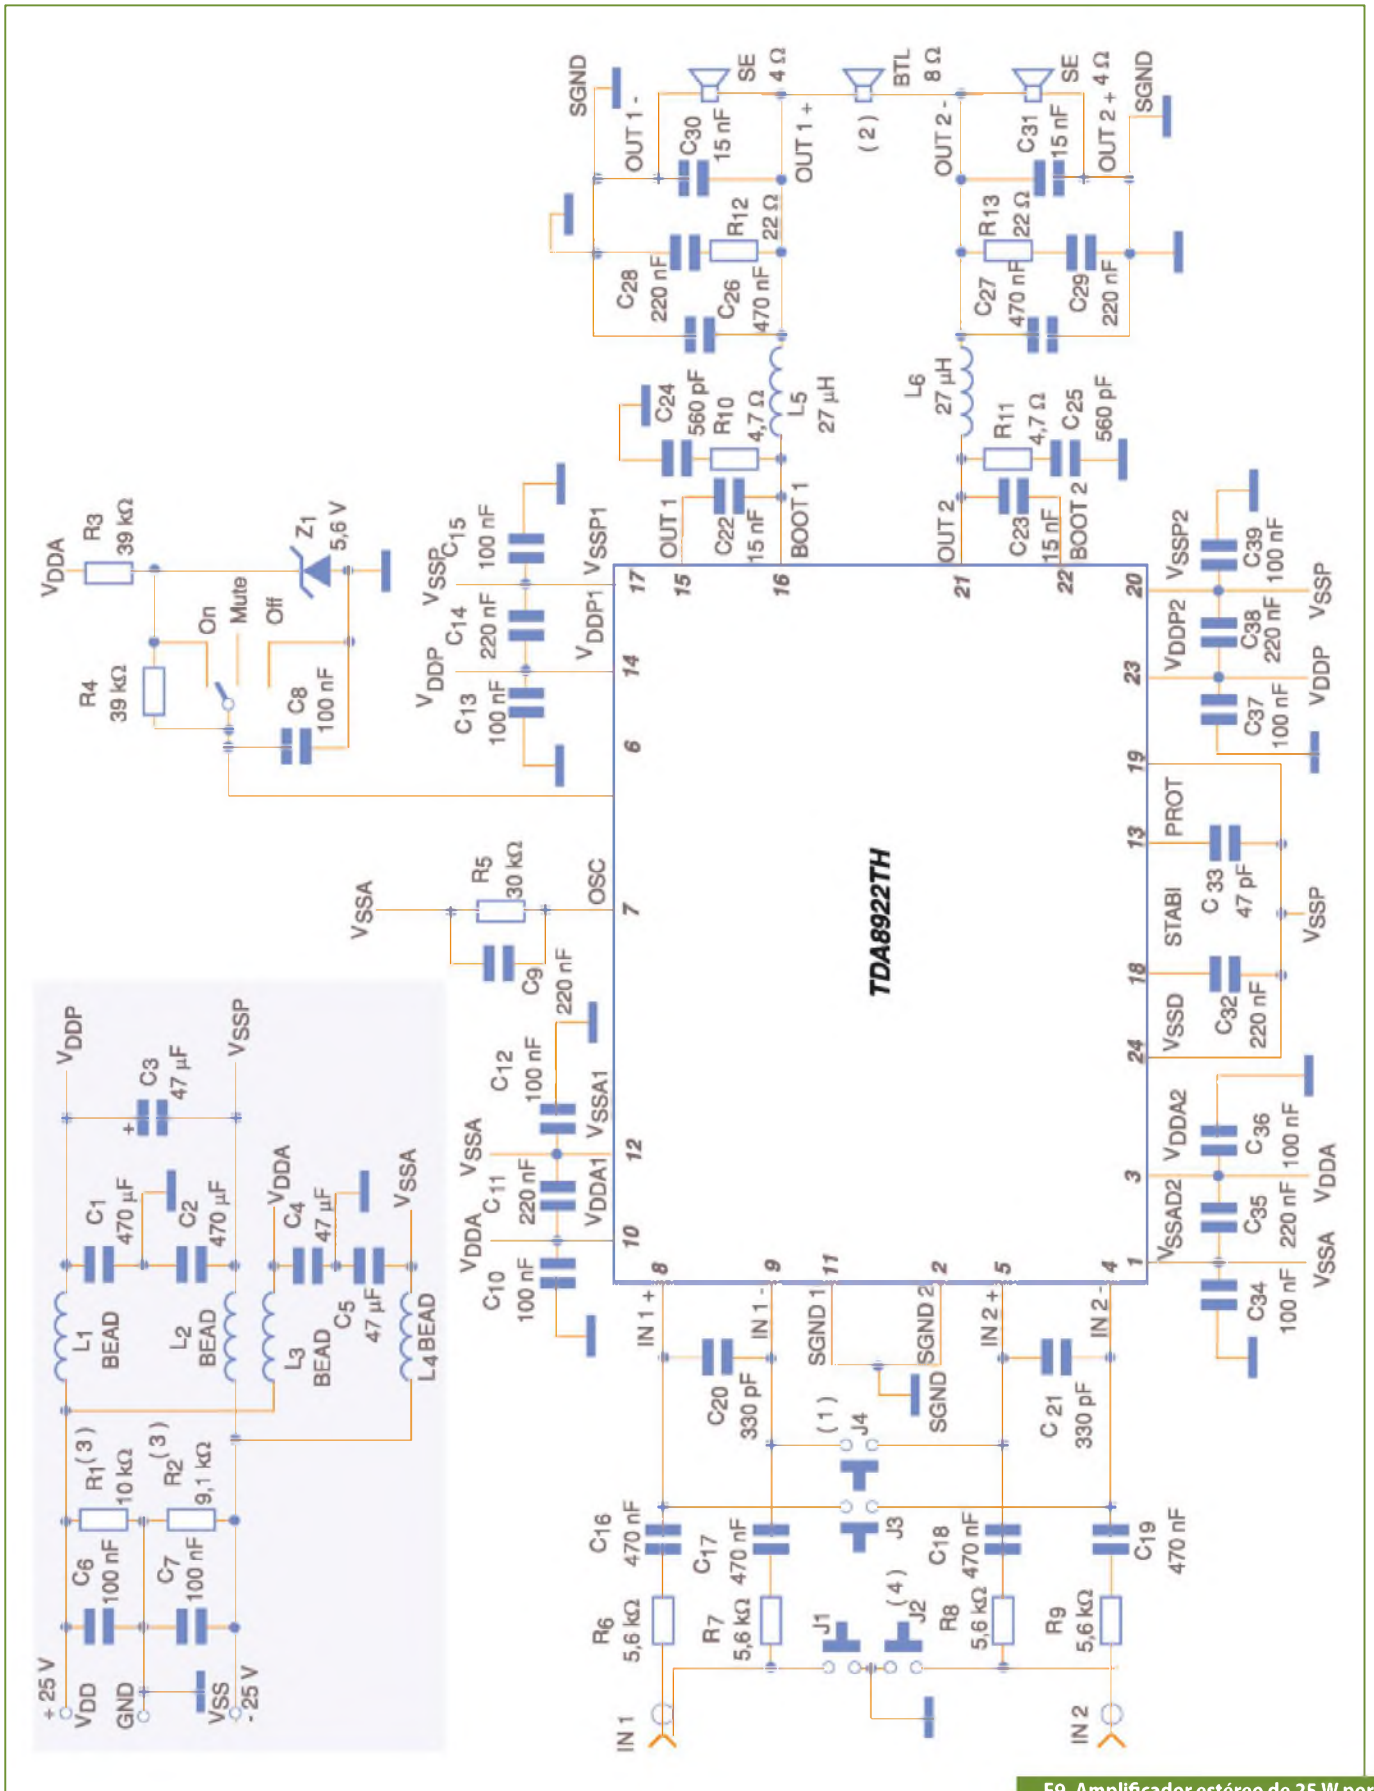 + 25 V
VDD
GND
VSS
- 25 V
C6
100 nF
C7
100 nF
R1 ( 3 )
10 kΩ
R2 ( 3 )
9,1 kΩ
L1
BEAD
L2
BEAD
L3
BEAD
L4 BEAD
C1
470 µF
C2
470 µF
C3
47 µF
+
C4
47 µF
C5
47 µF
VDDP
VSSP
VDDA
VSSA
VDDA
R3
39 kΩ
R4
39 kΩ
On
Mute
Off
Z1
5,6 V
C8
100 nF
VSSA
R5
30 kΩ
C9
220 nF
OSC
7
6
VDDA
VSSA
C10
100 nF
C11
220 nF
C12
100 nF
VDDA1
VSSA1
10
12
VDDP
VSSP
C13
100 nF
C14
220 nF
C15
100 nF
VDDP1
VSSP1
14
17
TDA8922TH
15
16
21
22
OUT 1
BOOT 1
OUT 2
BOOT 2
C22
15 nF
C23
15 nF
C24
560 pF
R10
4,7 Ω
R11
4,7 Ω
C25
560 pF
L5
27 µH
L6
27 µH
C28
220 nF
C26
470 nF
R12
22 Ω
C30
15 nF
R13
22 Ω
C27
470 nF
C29
220 nF
C31
15 nF
SGND
OUT 1 -
OUT 1 +
OUT 2 -
OUT 2 +
SGND
SE
4 Ω
BTL
8 Ω
( 2 )
SE
4 Ω
IN 1
IN 2
R6
5,6 kΩ
R7
5,6 kΩ
R8
5,6 kΩ
R9
5,6 kΩ
J1
J2
( 4 )
J3
J4
( 1 )
C16
470 nF
C17
470 nF
C18
470 nF
C19
470 nF
C20
330 pF
C 21
330 pF
IN 1 +
IN 1 -
SGND 1
SGND 2
SGND
IN 2 +
IN 2 -
8
9
11
2
5
4
1
3
24
18
13
19
23
20
VSSAD2
VDDA2
VSSD
STABI
PROT
VDDP2
VSSP2
C34
100 nF
C35
220 nF
C36
100 nF
VSSA
VDDA
C32
220 nF
C 33
47 pF
VSSP
C37
100 nF
C38
220 nF
C39
100 nF
VDDP
VSSP
F9. Amplificador estéreo de 25 W por